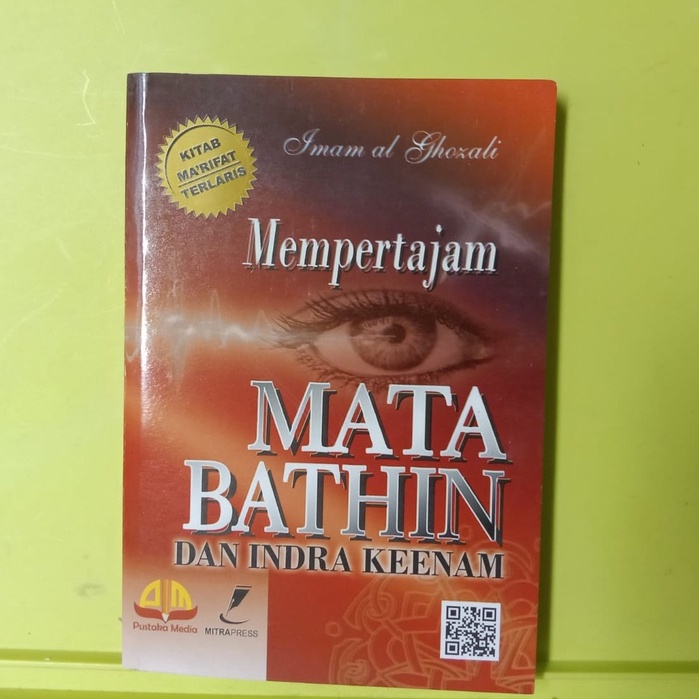 KITAB
MA'RIFAT
TERLARIS
Imam al Ghozali
Mempertajam
MATA
BATHIN
DAN INDRA KEENAM
Pustaka Media
MITRAPRESS